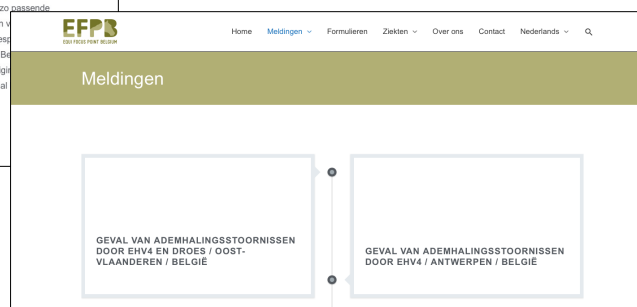 zo passende
EFPB
EQUI FOCUS POINT BELGIUM
Home Meldingen Formulieren Ziekten Over ons Contact Nederlands
Meldingen
GEVAL VAN ADEMHALINGSSTOORNISSEN
DOOR EHV4 EN DROES / OOST-
VLAANDEREN / BELGIË
GEVAL VAN ADEMHALINGSSTOORNISSEN
DOOR EHV4 / ANTWERPEN / BELGIË